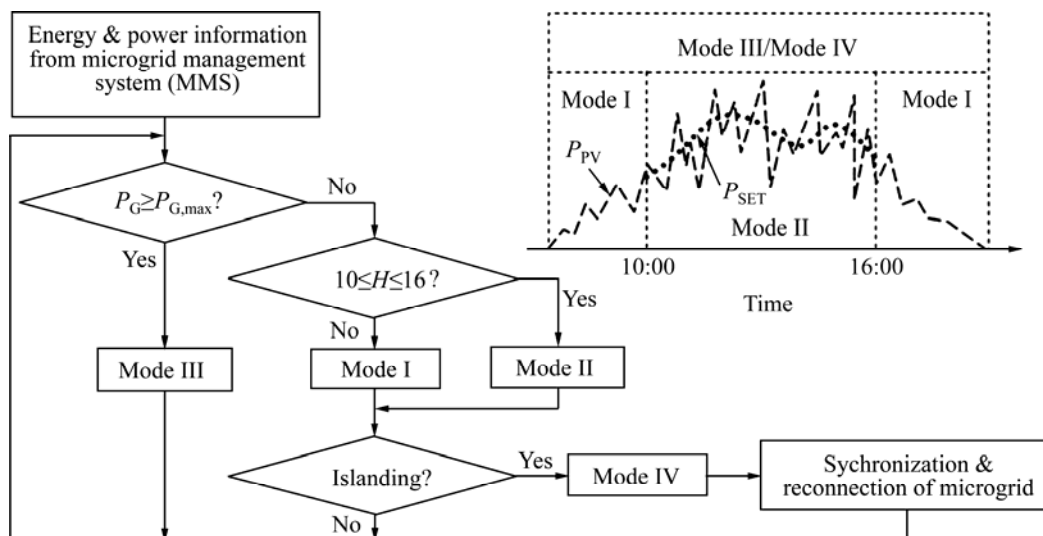 Energy & power information
from microgrid management
system (MMS)
P_G≥P_G,max?
No
Yes
10≤H≤16?
Yes
No
Mode III
Mode I
Mode II
Islanding?
Yes
No
Mode IV
Sychronization &
reconnection of microgrid
Mode III/Mode IV
Mode I
Mode I
P_PV
P_SET
Mode II
10:00
16:00
Time